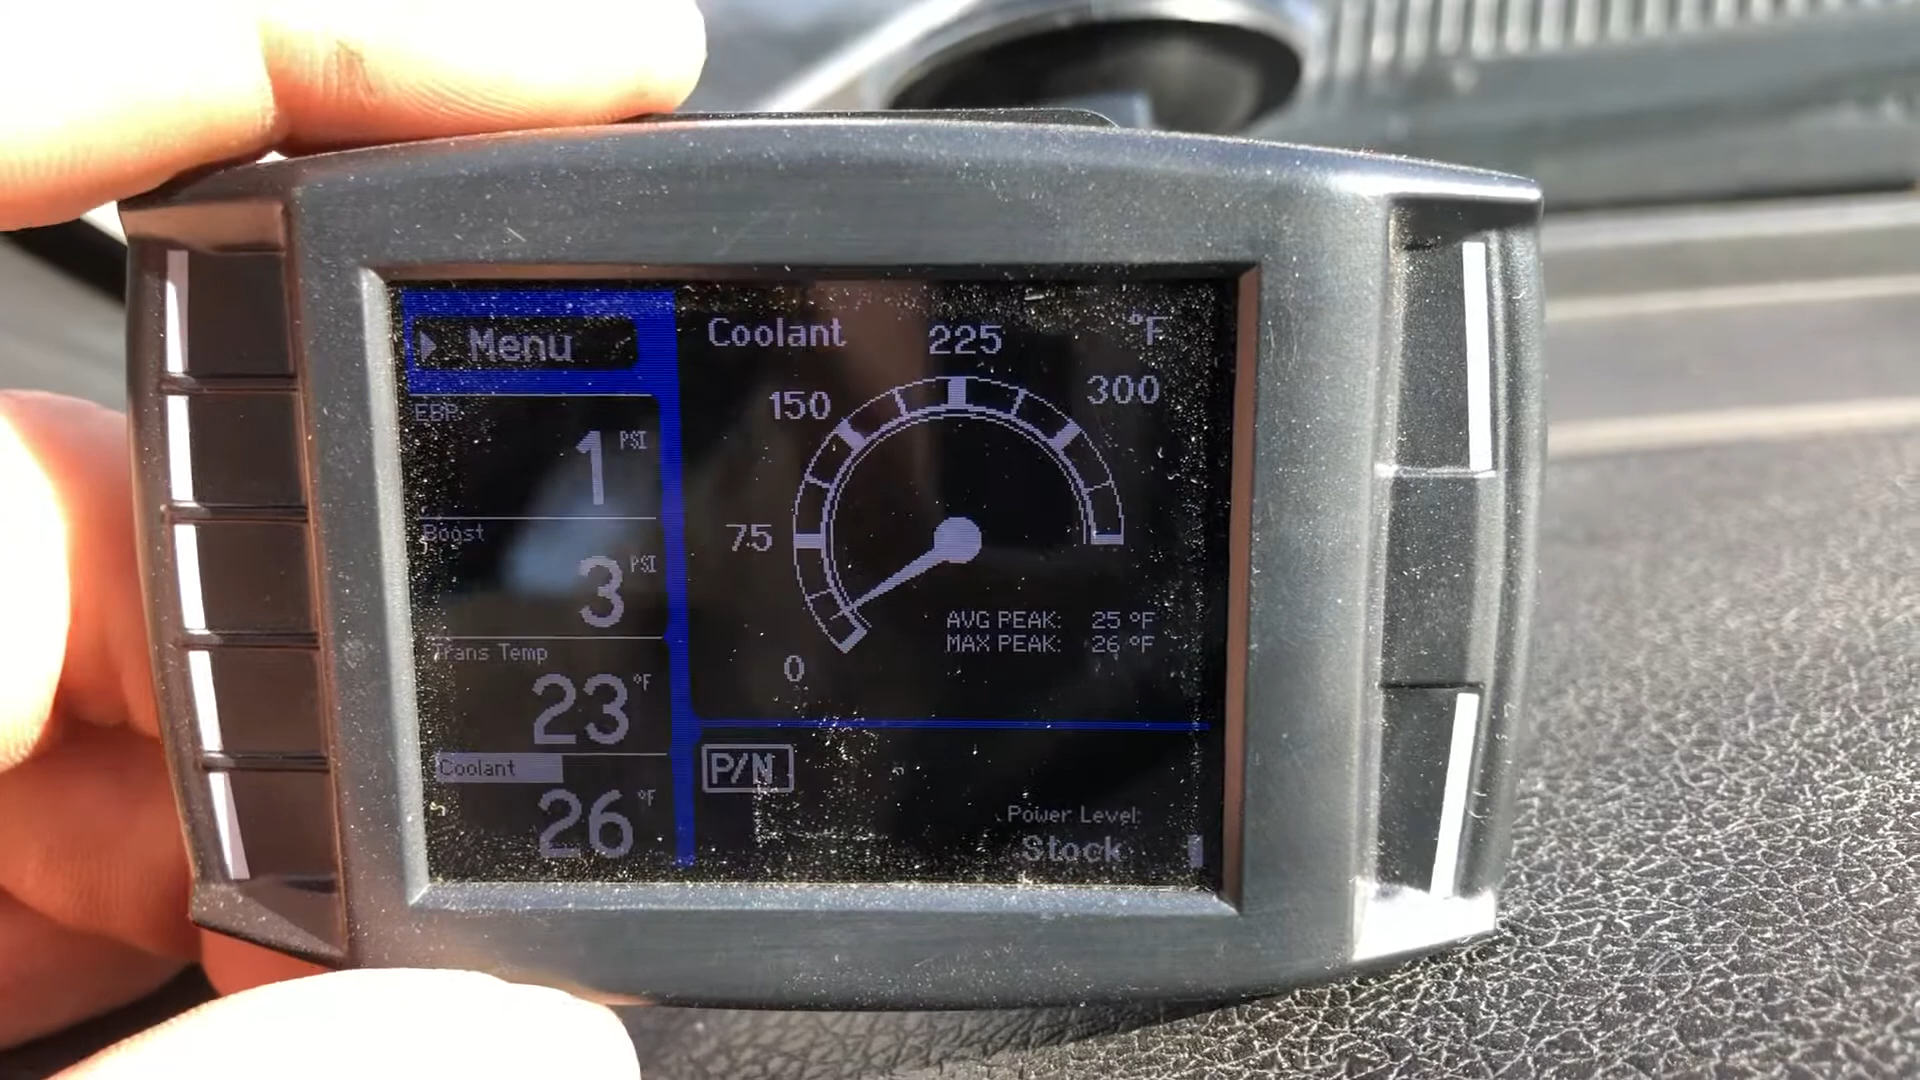 Menu
EBP
1 PSI
Boost
3 PSI
Trans Temp
23 °F
Coolant
26 °F
Coolant
°F
0
75
150
225
300
AVG PEAK: 25 °F
MAX PEAK: 26 °F
P/N
Power Level:
Stock